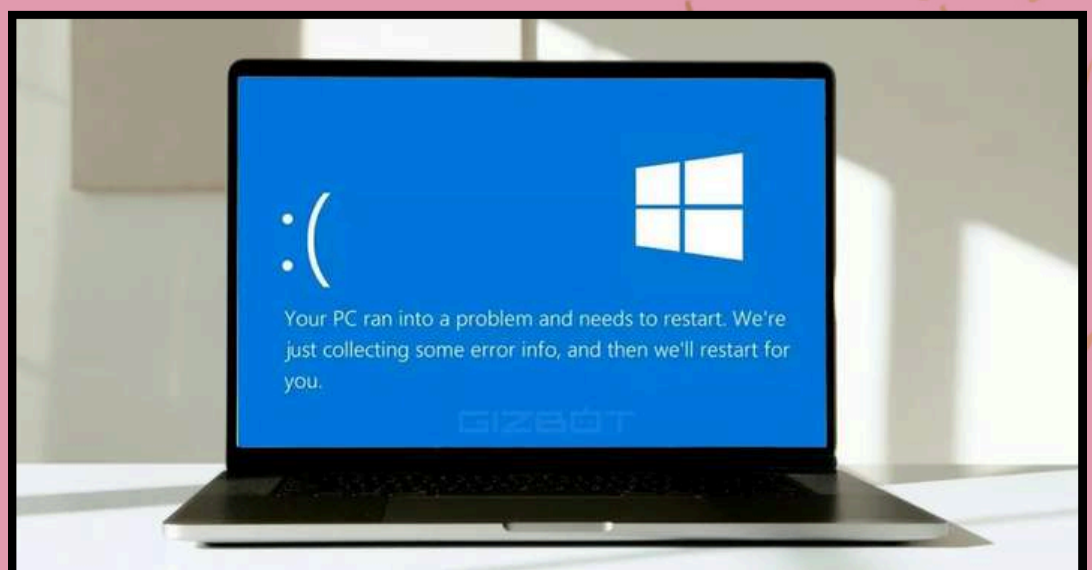 :(
Your PC ran into a problem and needs to restart. We're
just collecting some error info, and then we'll restart for
you.
GIZBOT